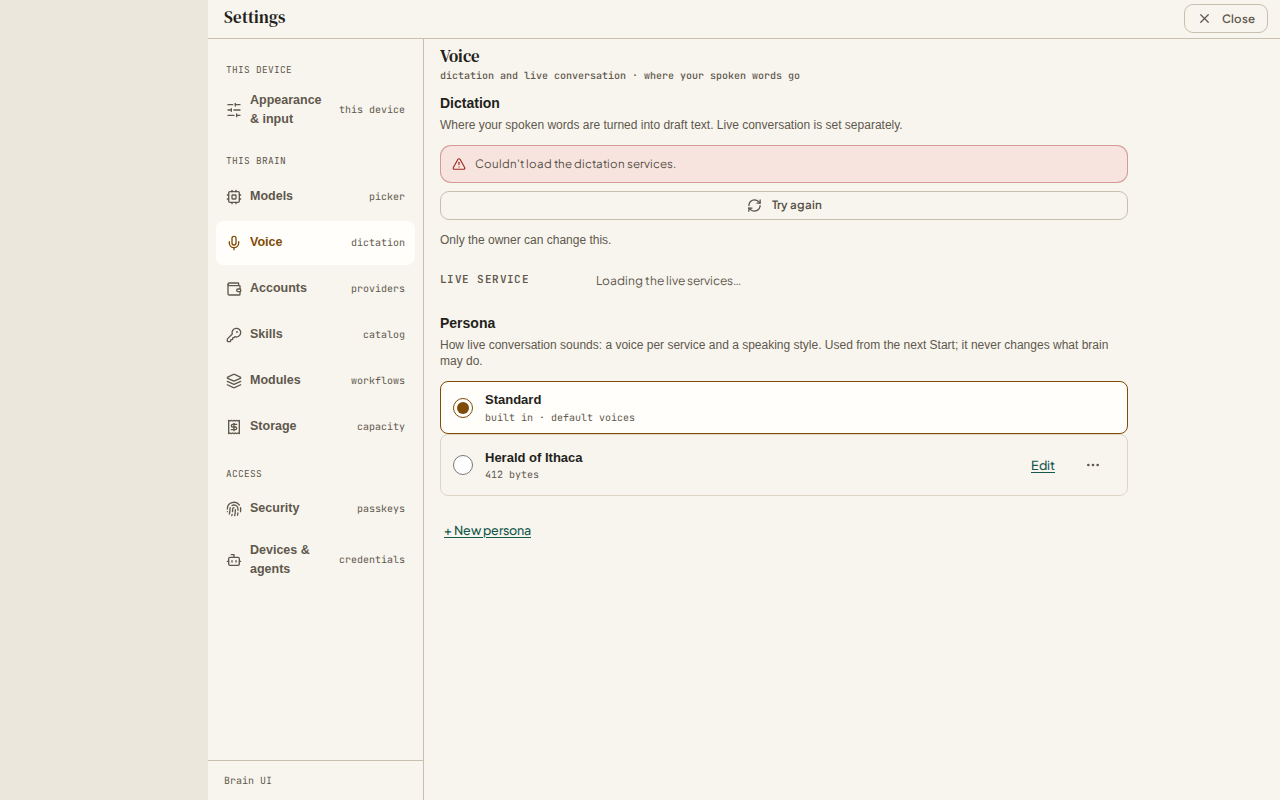 Settings
Close
THIS DEVICE
Appearance
& input
this device
THIS BRAIN
Models
picker
Voice
dictation
Accounts
providers
Skills
catalog
Modules
workflows
Storage
capacity
ACCESS
Security
passkeys
Devices &
agents
credentials
Brain UI
Voice
dictation and live conversation · where your spoken words go
Dictation
Where your spoken words are turned into draft text. Live conversation is set separately.
Couldn't load the dictation services.
Try again
Only the owner can change this.
LIVE SERVICE
Loading the live services…
Persona
How live conversation sounds: a voice per service and a speaking style. Used from the next Start; it never changes what brain
may do.
Standard
built in · default voices
Herald of Ithaca
412 bytes
Edit
+ New persona